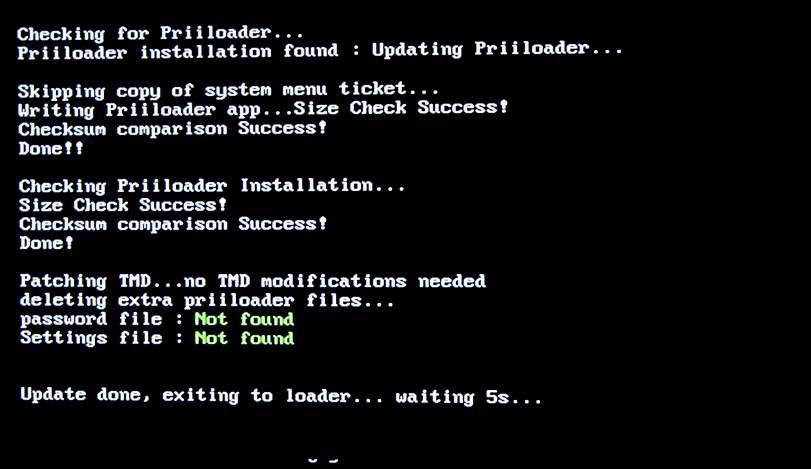 Checking for Priiloader...
Priiloader installation found : Updating Priiloader...
Skipping copy of system menu ticket...
Writing Priiloader app...Size Check Success!
Checksum comparison Success!
Done!!
Checking Priiloader Installation...
Size Check Success!
Checksum comparison Success!
Done!
Patching TMD...no TMD modifications needed
deleting extra priiloader files...
password file : Not found
Settings file : Not found
Update done, exiting to loader... waiting 5s...